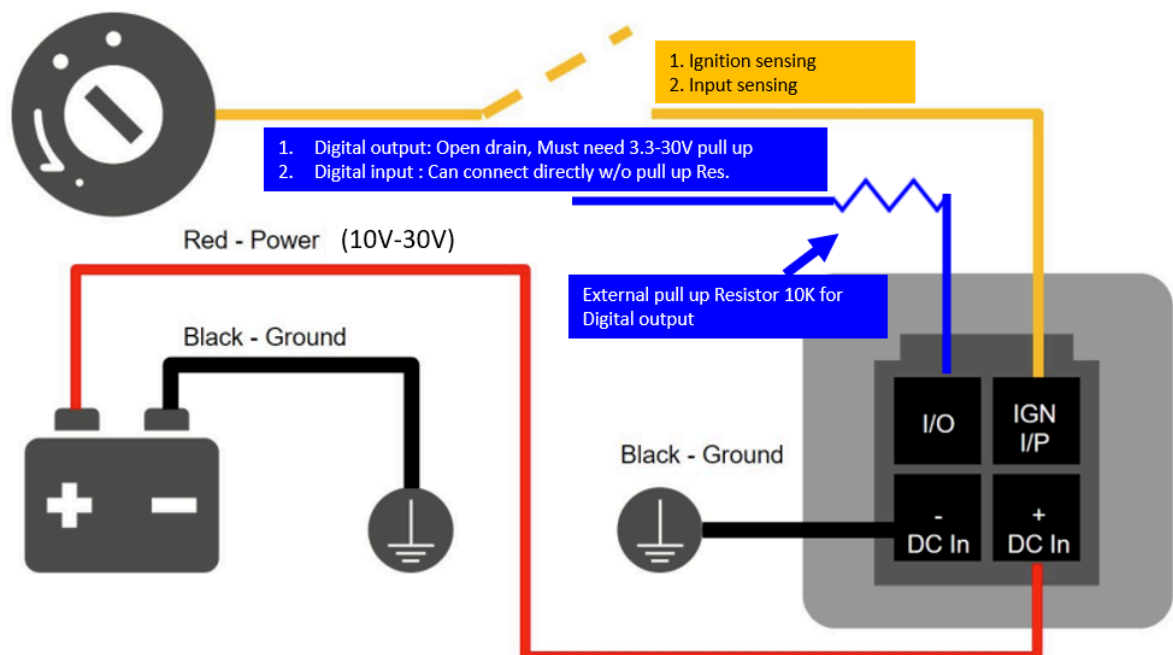 1. Ignition sensing
2. Input sensing
1. Digital output: Open drain, Must need 3.3-30V pull up
2. Digital input : Can connect directly w/o pull up Res.
Red - Power (10V-30V)
External pull up Resistor 10K for
Digital output
Black - Ground
I/O
IGN
I/P
Black - Ground
-
DC In
+
DC In